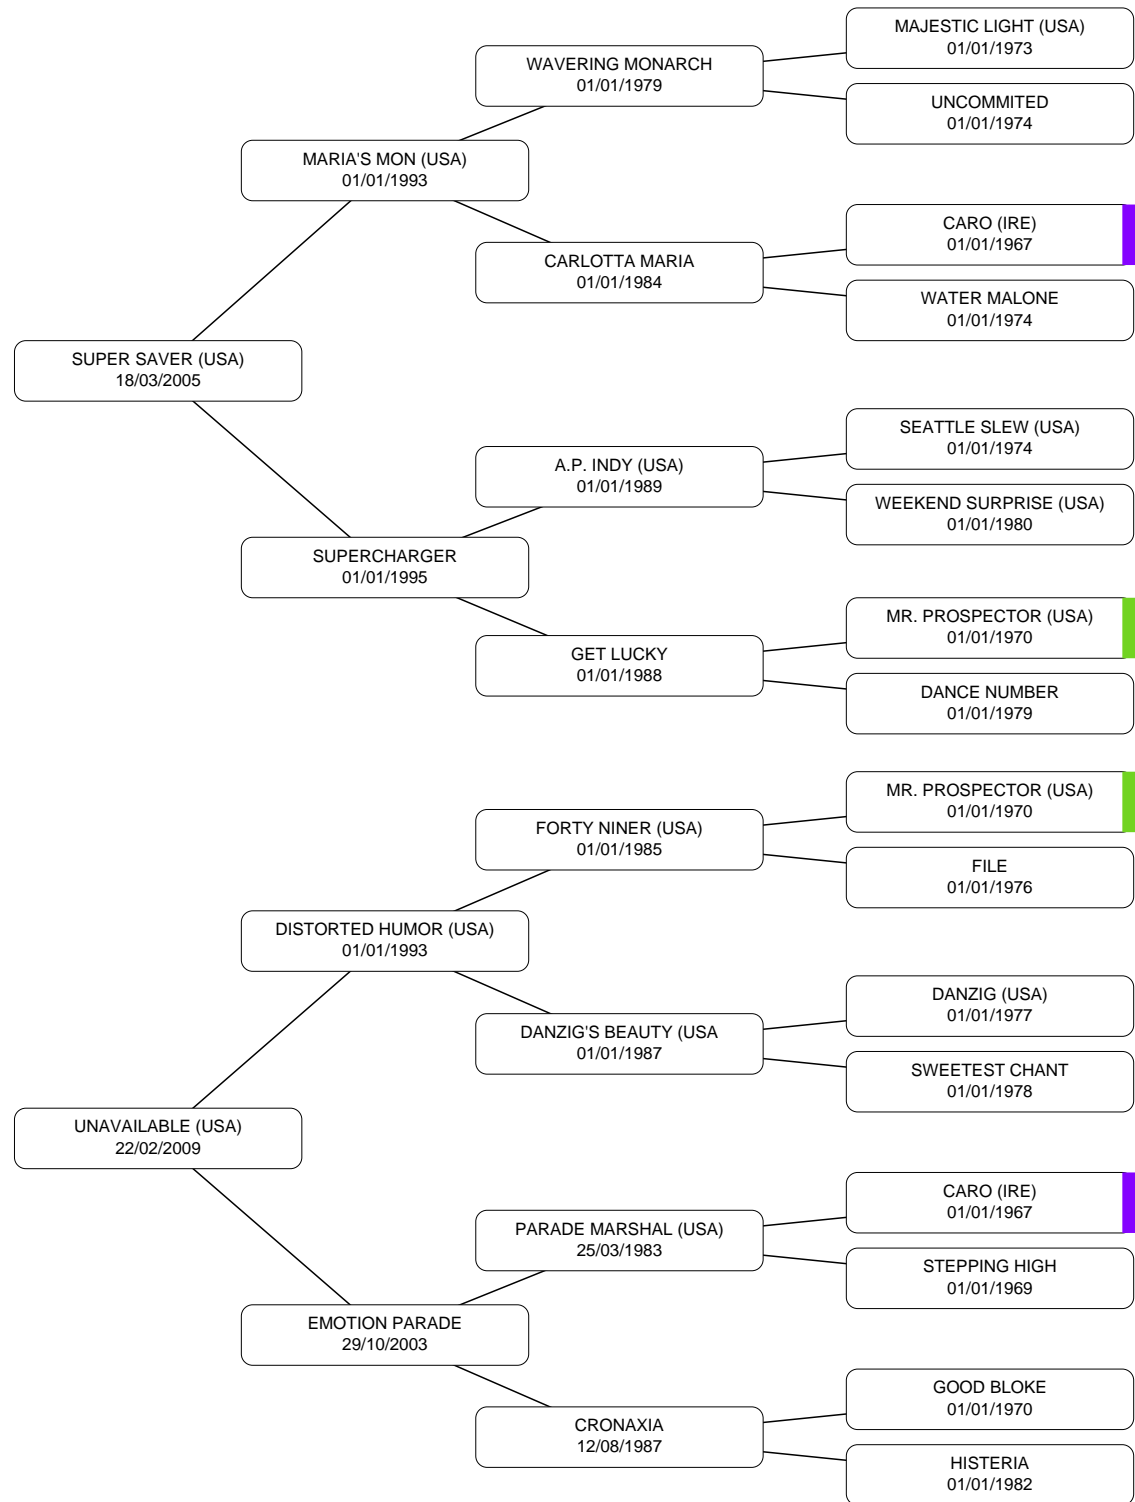 MAJESTIC LIGHT (USA)
01/01/1973
WAVERING MONARCH
01/01/1979
UNCOMMITED
01/01/1974
MARIA'S MON (USA)
01/01/1993
CARO (IRE)
01/01/1967
CARLOTTA MARIA
01/01/1984
WATER MALONE
01/01/1974
SUPER SAVER (USA)
18/03/2005
SEATTLE SLEW (USA)
01/01/1974
A.P. INDY (USA)
01/01/1989
WEEKEND SURPRISE (USA)
01/01/1980
SUPERCHARGER
01/01/1995
MR. PROSPECTOR (USA)
01/01/1970
GET LUCKY
01/01/1988
DANCE NUMBER
01/01/1979
MR. PROSPECTOR (USA)
01/01/1970
FORTY NINER (USA)
01/01/1985
FILE
01/01/1976
DISTORTED HUMOR (USA)
01/01/1993
DANZIG (USA)
01/01/1977
DANZIG'S BEAUTY (USA
01/01/1987
SWEETEST CHANT
01/01/1978
UNAVAILABLE (USA)
22/02/2009
CARO (IRE)
01/01/1967
PARADE MARSHAL (USA)
25/03/1983
STEPPING HIGH
01/01/1969
EMOTION PARADE
29/10/2003
GOOD BLOKE
01/01/1970
CRONAXIA
12/08/1987
HISTERIA
01/01/1982